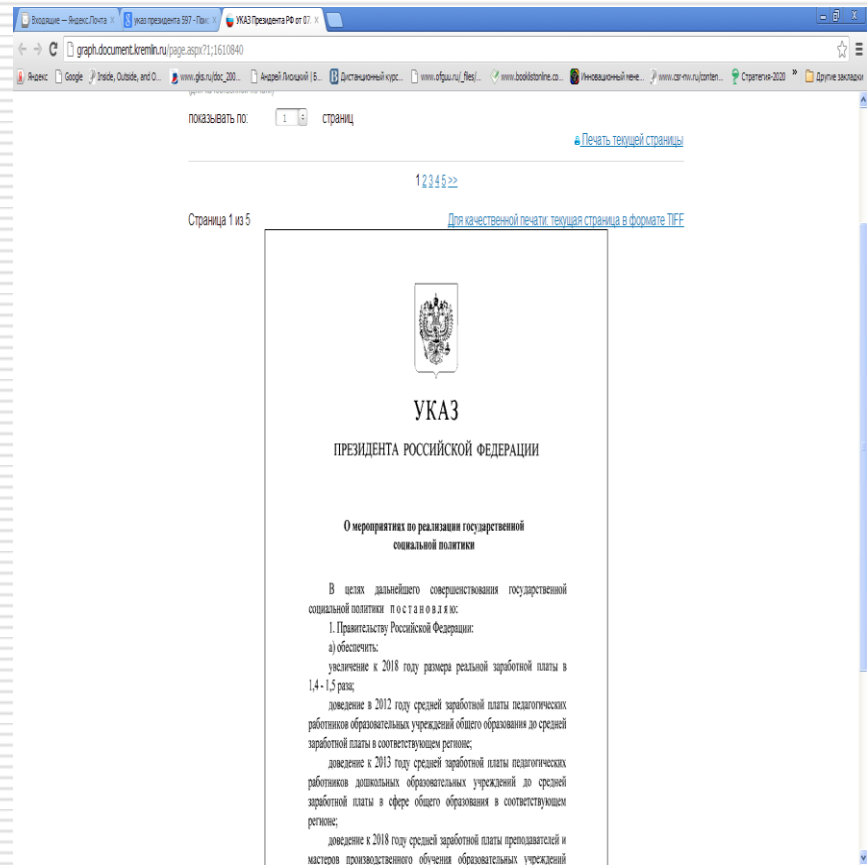 Входящие — Яндекс.Почта
указ президента 597 - Поис
УКАЗ Президента РФ от 07.
graph.document.kremlin.ru/page.aspx?1;1610840
Яндекс
Google
Inside, Outside, and O...
www.gks.ru/doc_200...
Андрей Лисицкий | Б...
Дистанционный курс...
www.ofguu.ru/_files/...
www.booklistonline.co...
Инновационный мене...
www.csr-nw.ru/conten...
Стратегия-2020
»
Другие закладки
показывать по: 1 страниц
Печать текущей страницы
1 2 3 4 5 >>
Страница 1 из 5
Для качественной печати: текущая страница в формате TIFF
УКАЗ
ПРЕЗИДЕНТА РОССИЙСКОЙ ФЕДЕРАЦИИ
О мероприятиях по реализации государственной
социальной политики
В целях дальнейшего совершенствования государственной
социальной политики п о с т а н о в л я ю:
1. Правительству Российской Федерации:
а) обеспечить:
увеличение к 2018 году размера реальной заработной платы в
1,4 - 1,5 раза;
доведение в 2012 году средней заработной платы педагогических
работников образовательных учреждений общего образования до средней
заработной платы в соответствующем регионе;
доведение к 2013 году средней заработной платы педагогических
работников дошкольных образовательных учреждений до средней
заработной платы в сфере общего образования в соответствующем
регионе;
доведение к 2018 году средней заработной платы преподавателей и
мастеров производственного обучения образовательных учреждений